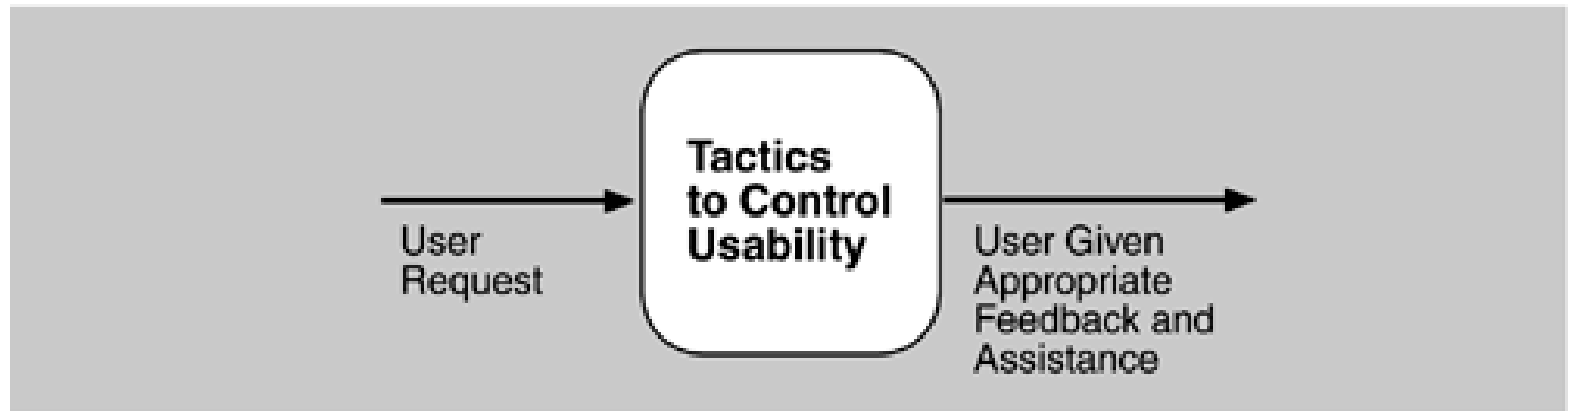 User
Request
Tactics
to Control
Usability
User Given
Appropriate
Feedback and
Assistance